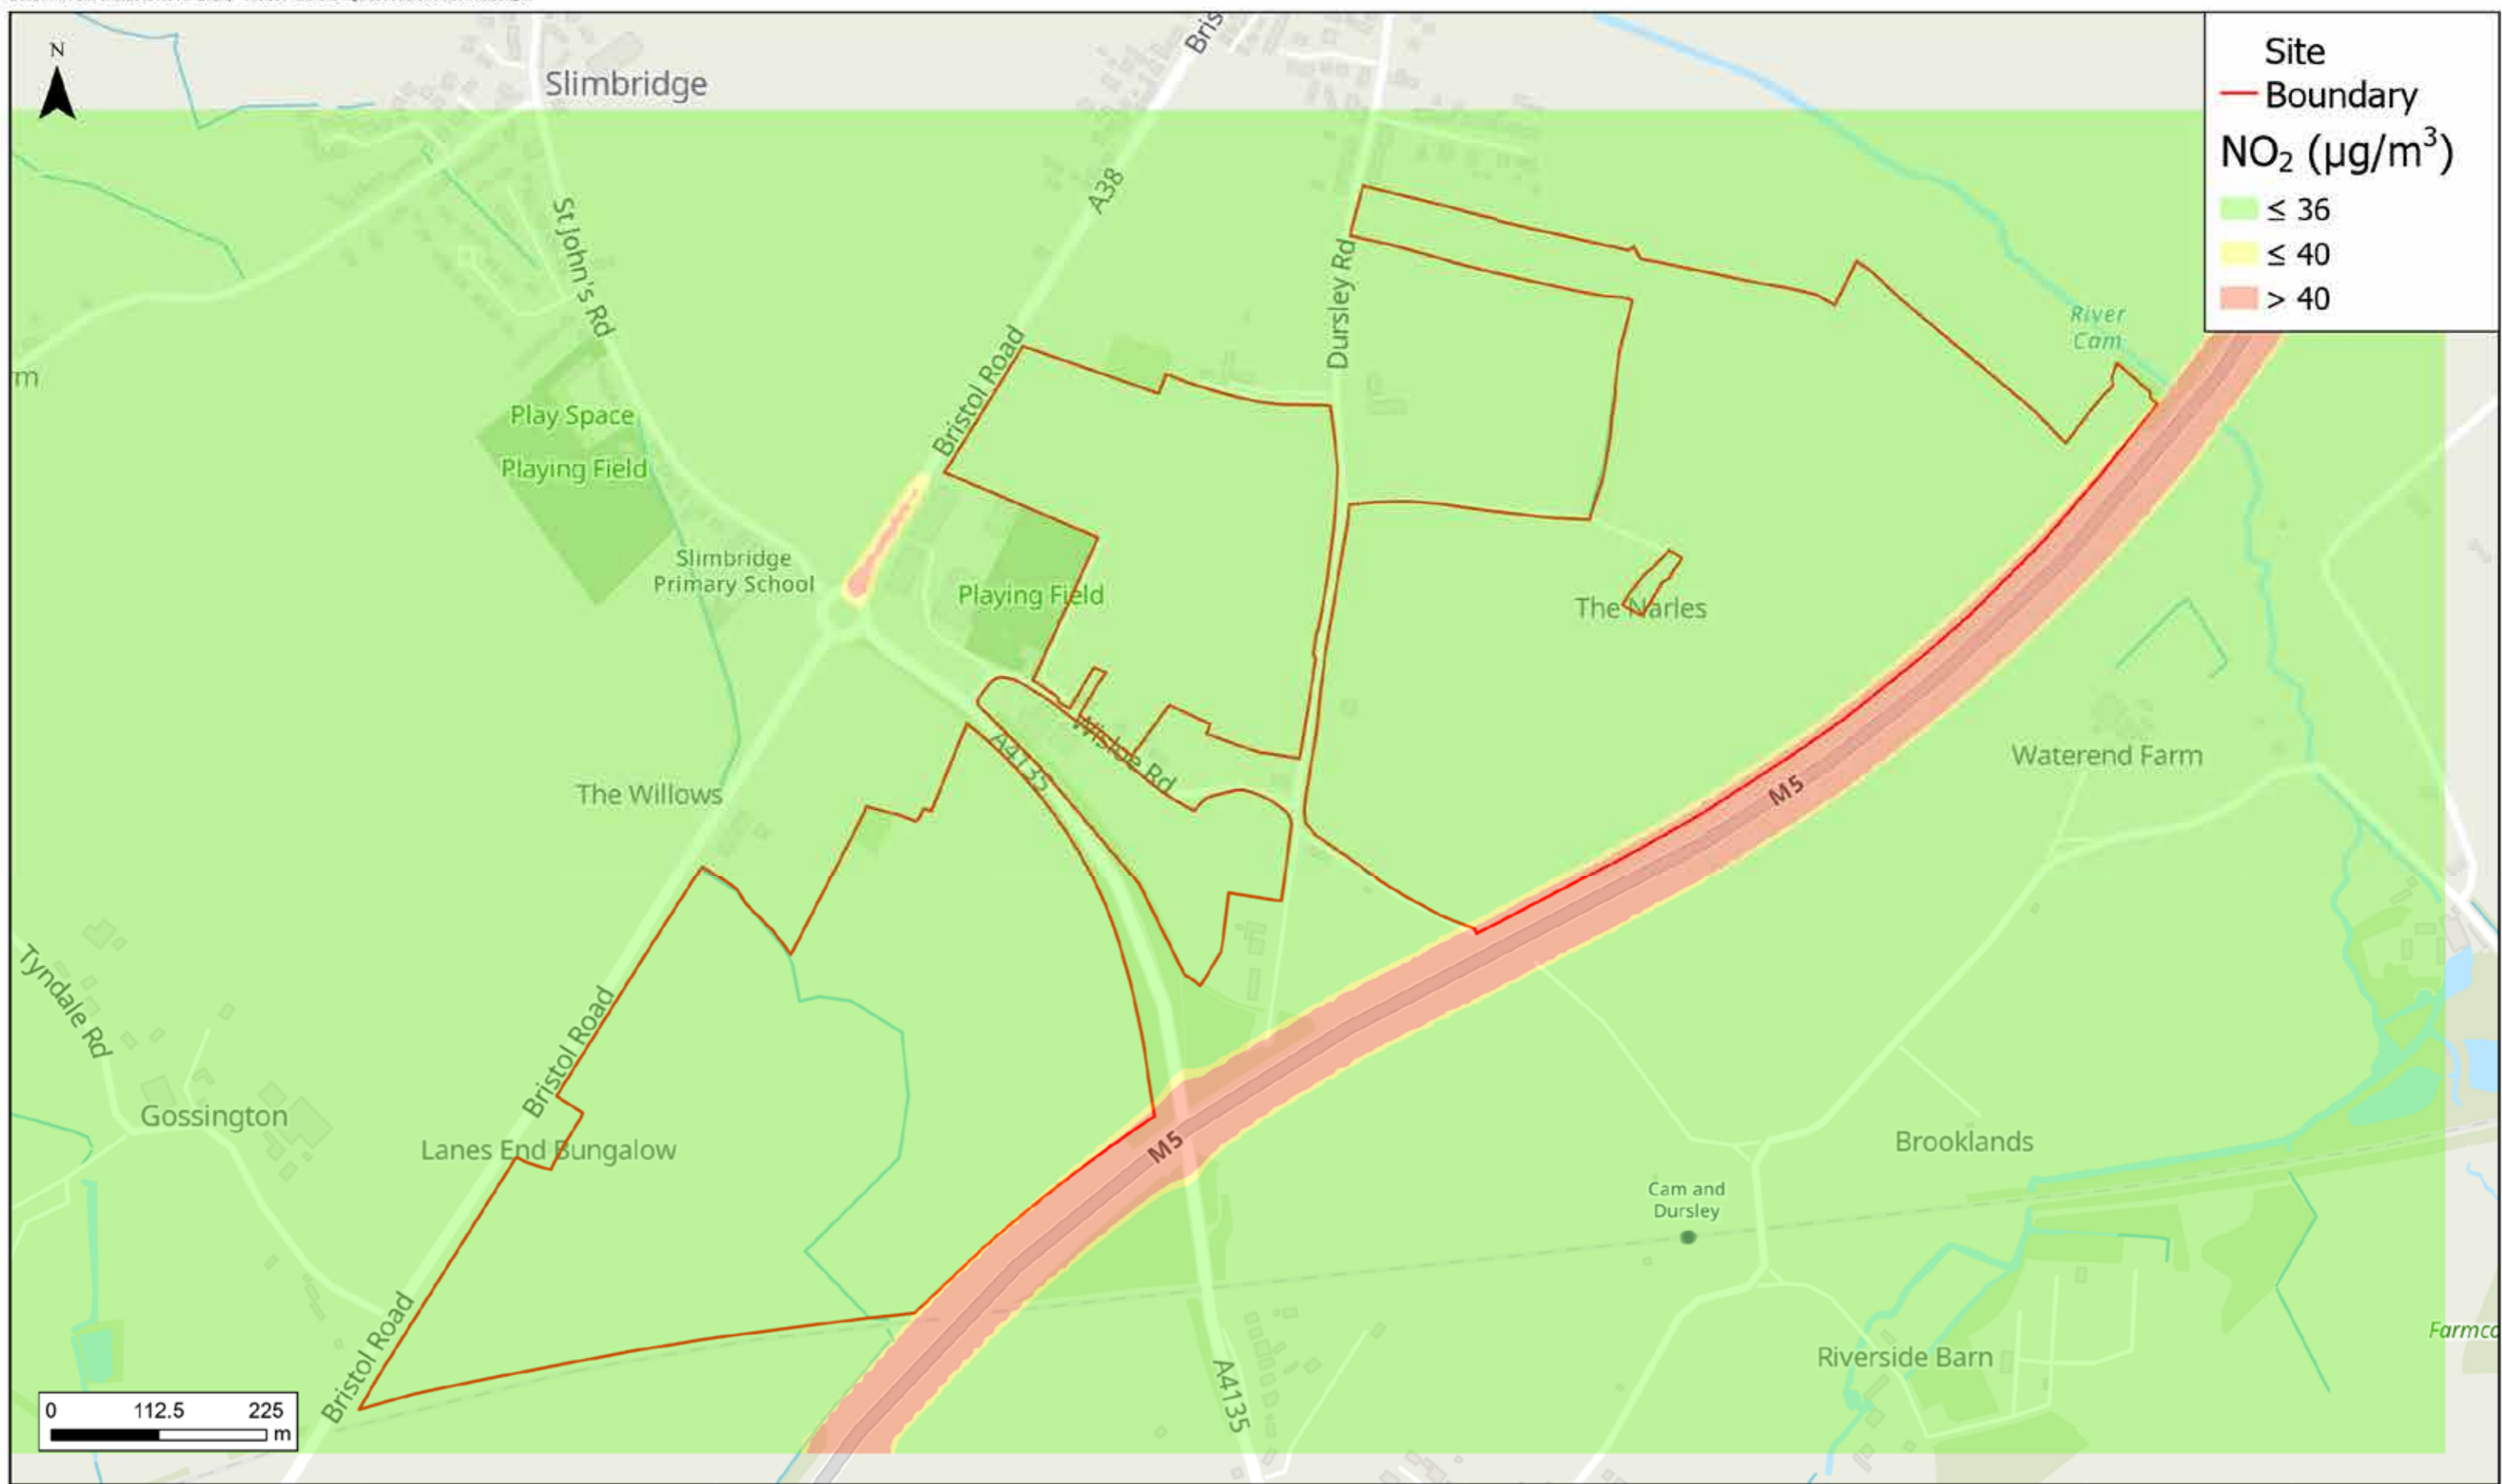 N
Slimbridge
Bris
Site
Boundary
NO₂ (µg/m³)
≤ 36
≤ 40
> 40
A38
St John's Rd
Dursley Rd
River
Cam
rm
Bristol Road
Play Space
Playing Field
Slimbridge
Primary School
Playing Field
The Narles
Wisloe Rd
A4135
The Willows
Waterend Farm
M5
Tyndale Rd
Bristol Road
Gossington
Lanes End Bungalow
M5
Brooklands
Cam and
Dursley
Bristol Road
Riverside Barn
Farmco
A4135
0 112.5 225
m